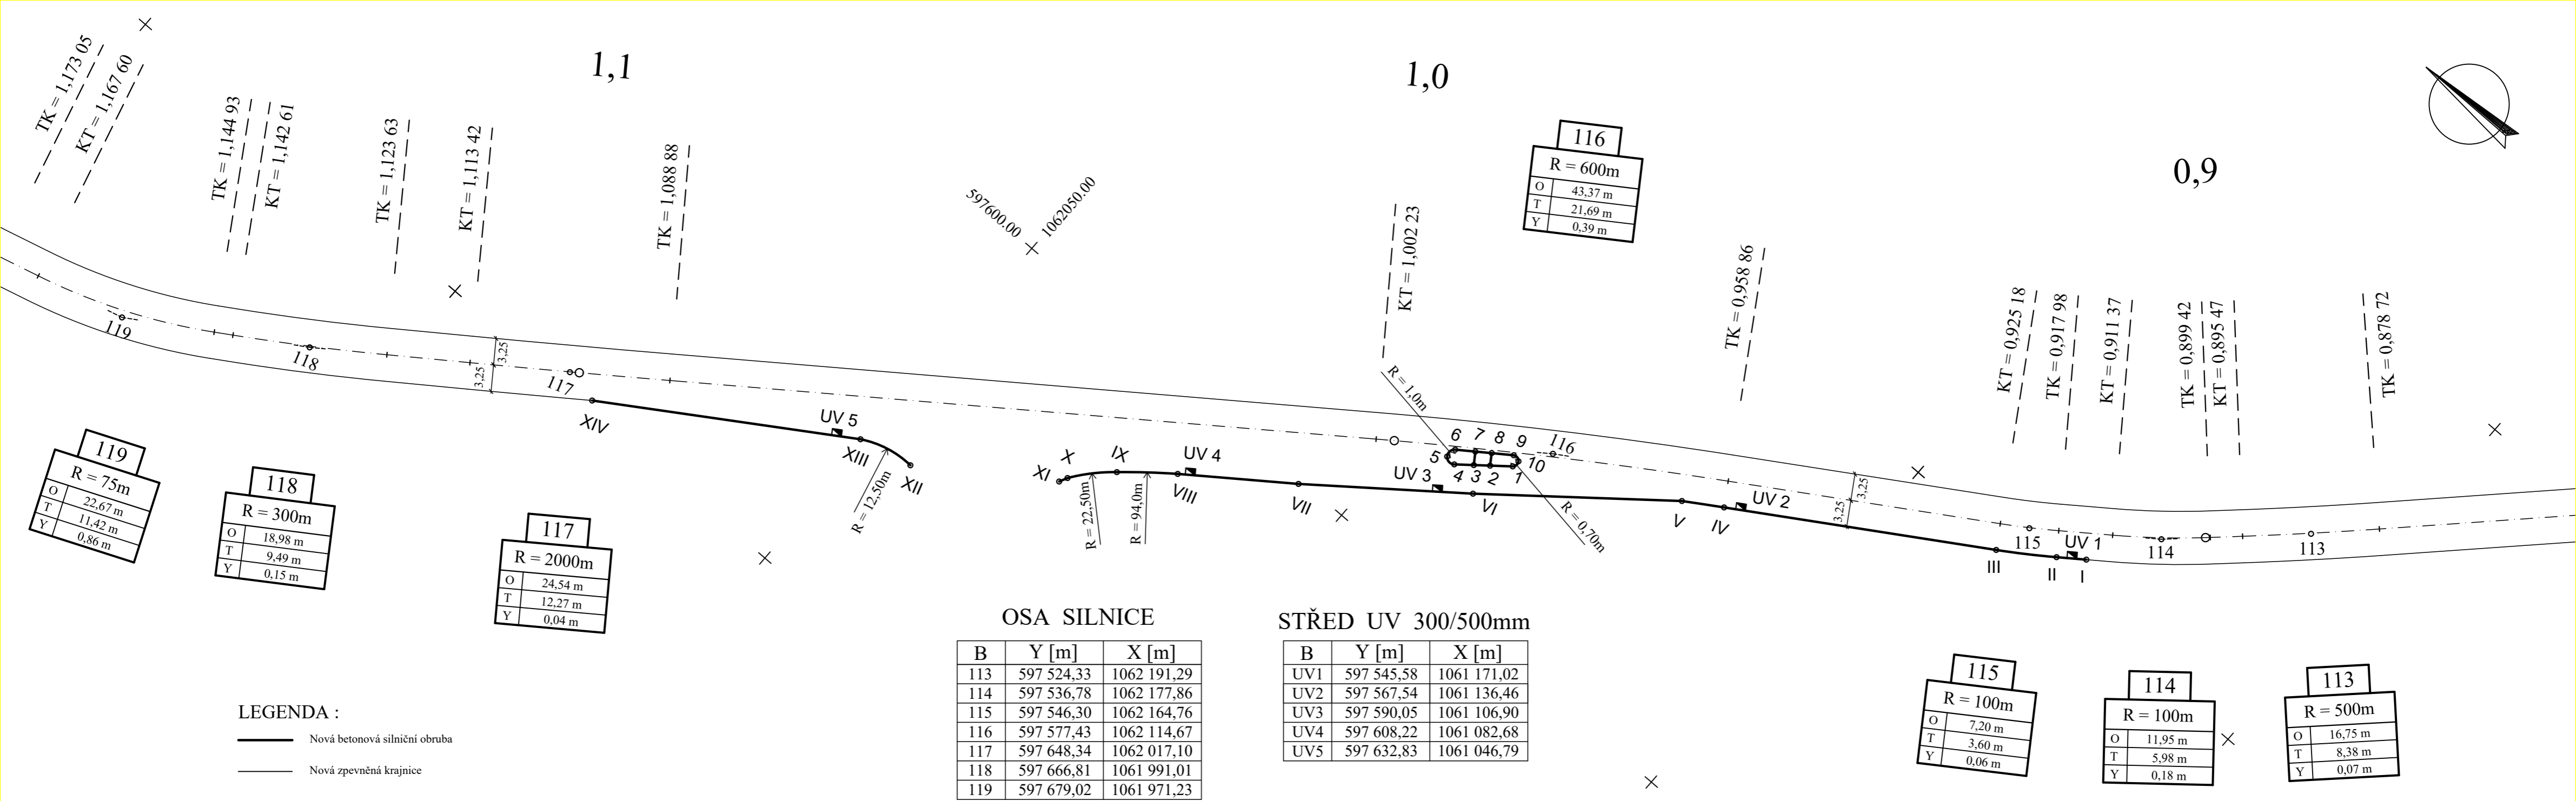 TK = 1,173 05
KT = 1,167 60
TK = 1,144 93
KT = 1,142 61
TK = 1,123 63
KT = 1,113 42
TK = 1,088 88
1,1
597600.00
1062050.00
1,0
KT = 1,002 23
116
R = 600m
O 43,37 m
T 21,69 m
Y 0,39 m
TK = 0,958 86
0,9
KT = 0,925 18
TK = 0,917 98
KT = 0,911 37
TK = 0,899 42
KT = 0,895 47
TK = 0,878 72
119
118
117
3,25
3,25
XIV
UV 5
XIII
XII
R = 12,50m
XI
X
IX
UV 4
VIII
R = 22,50m
R = 94,0m
VII
UV 3
VI
R = 1,0m
6 7 8 9
5
10
4 3 2 1
116
R = 0,70m
V
IV
UV 2
3,25
3,25
III
115
II
UV 1
I
114
113
119
R = 75m
O 22,67 m
T 11,42 m
Y 0,86 m
118
R = 300m
O 18,98 m
T 9,49 m
Y 0,15 m
117
R = 2000m
O 24,54 m
T 12,27 m
Y 0,04 m
OSA SILNICE
B Y [m] X [m]
113 597 524,33 1062 191,29
114 597 536,78 1062 177,86
115 597 546,30 1062 164,76
116 597 577,43 1062 114,67
117 597 648,34 1062 017,10
118 597 666,81 1061 991,01
119 597 679,02 1061 971,23
STŘED UV 300/500mm
B Y [m] X [m]
UV1 597 545,58 1061 171,02
UV2 597 567,54 1061 136,46
UV3 597 590,05 1061 106,90
UV4 597 608,22 1061 082,68
UV5 597 632,83 1061 046,79
115
R = 100m
O 7,20 m
T 3,60 m
Y 0,06 m
114
R = 100m
O 11,95 m
T 5,98 m
Y 0,18 m
113
R = 500m
O 16,75 m
T 8,38 m
Y 0,07 m
LEGENDA :
Nová betonová silniční obruba
Nová zpevněná krajnice